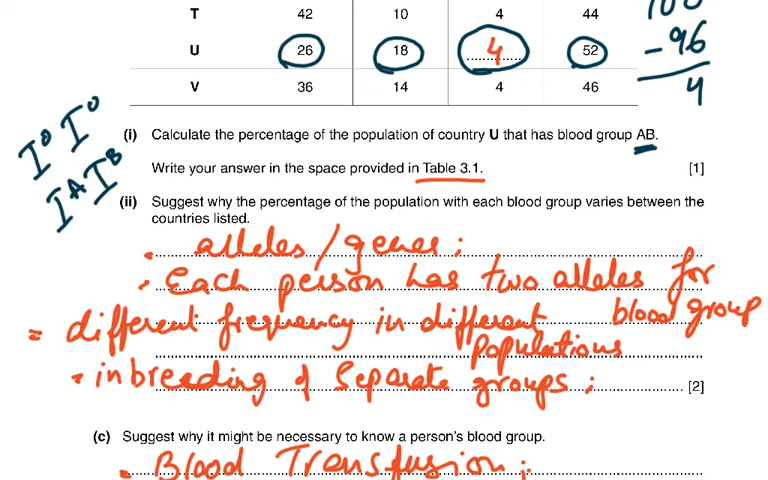 T 42 10 4 44
U 26 18 4 52
V 36 14 4 46
100
- 96
4
I⁰ I⁰
Iᴬ Iᴮ
(i) Calculate the percentage of the population of country U that has blood group AB.
Write your answer in the space provided in Table 3.1. [1]
(ii) Suggest why the percentage of the population with each blood group varies between the
countries listed.
• alleles/genes;
• Each person has two alleles for
blood group
= different frequency in different
populations
• inbreeding of separate groups; [2]
(c) Suggest why it might be necessary to know a person's blood group.
• Blood Transfusion;